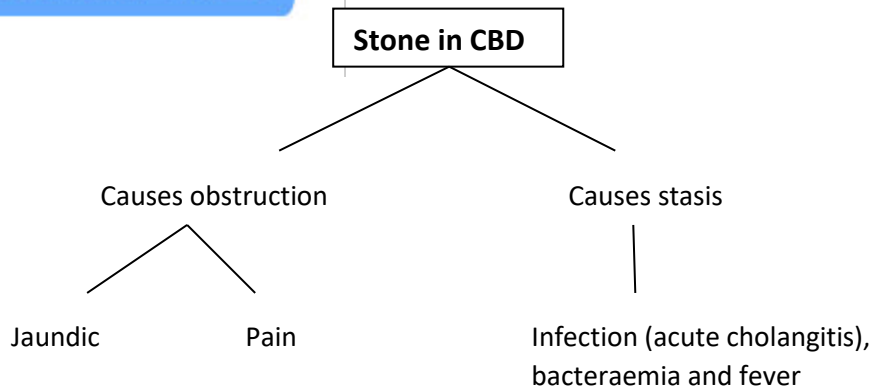 Stone in CBD
Causes obstruction
Causes stasis
Jaundic
Pain
Infection (acute cholangitis),
bacteraemia and fever